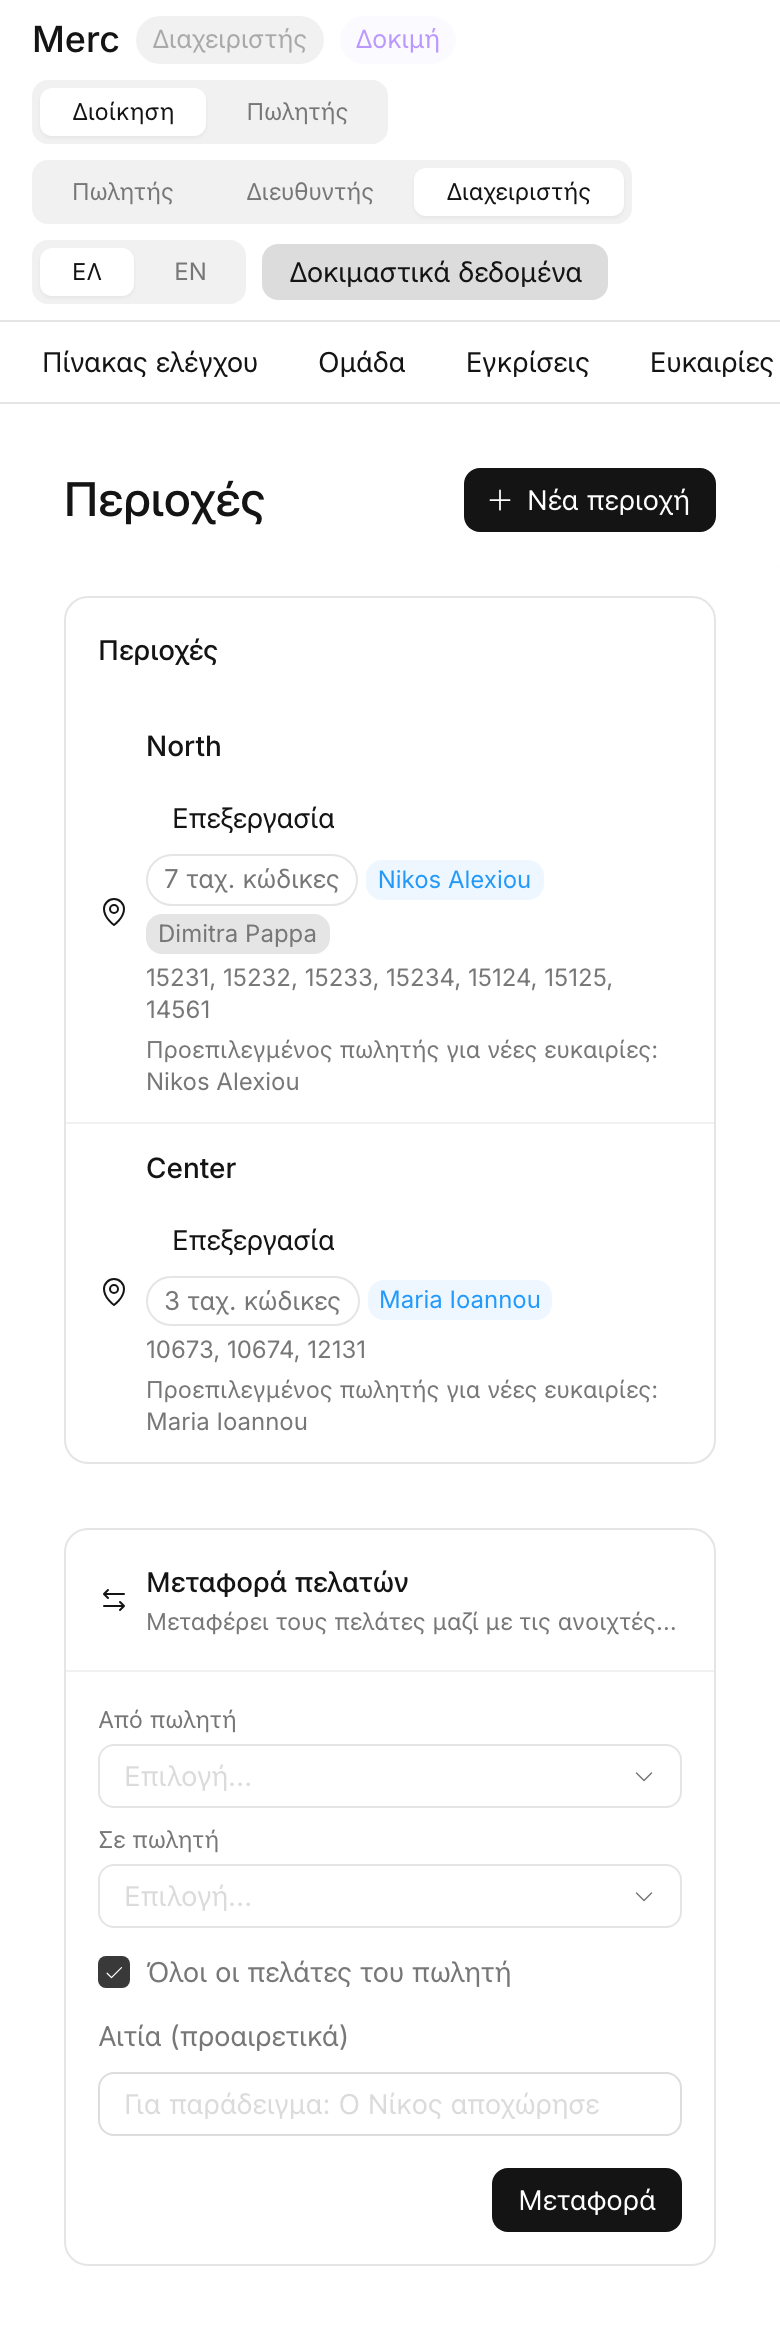 Merc Διαχειριστής Δοκιμή
Διοίκηση Πωλητής
Πωλητής Διευθυντής Διαχειριστής
ΕΛ EN Δοκιμαστικά δεδομένα
Πίνακας ελέγχου Ομάδα Εγκρίσεις Ευκαιρίες
Περιοχές + Νέα περιοχή
Περιοχές
North
Επεξεργασία
7 ταχ. κώδικες Nikos Alexiou
Dimitra Pappa
15231, 15232, 15233, 15234, 15124, 15125,
14561
Προεπιλεγμένος πωλητής για νέες ευκαιρίες:
Nikos Alexiou
Center
Επεξεργασία
3 ταχ. κώδικες Maria Ioannou
10673, 10674, 12131
Προεπιλεγμένος πωλητής για νέες ευκαιρίες:
Maria Ioannou
Μεταφορά πελατών
Μεταφέρει τους πελάτες μαζί με τις ανοιχτές...
Από πωλητή
Επιλογή...
Σε πωλητή
Επιλογή...
Όλοι οι πελάτες του πωλητή
Αιτία (προαιρετικά)
Για παράδειγμα: Ο Νίκος αποχώρησε
Μεταφορά